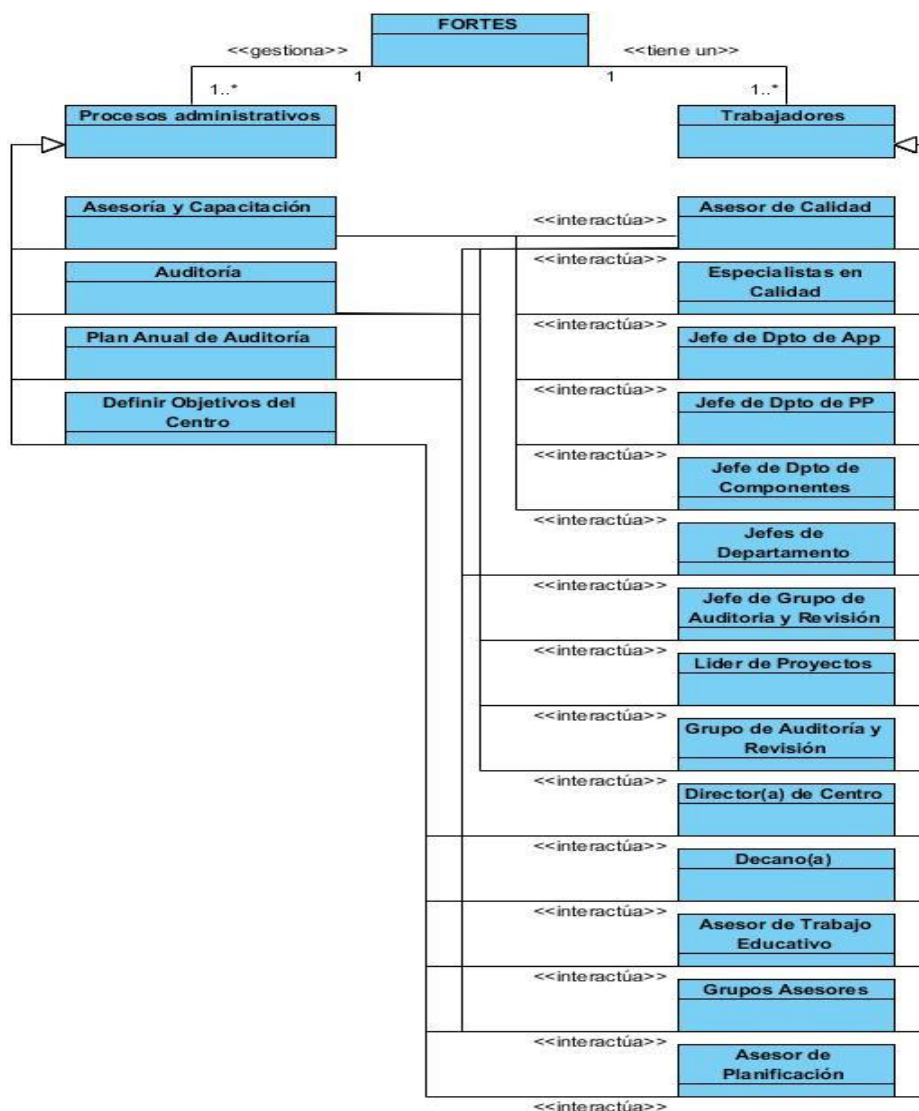 FORTES
<<gestiona>>
<<tiene un>>
1
1
1..*
1..*
Procesos administrativos
Trabajadores
Asesoría y Capacitación
<<interactúa>>
Asesor de Calidad
<<interactúa>>
Auditoría
Especialistas en
Calidad
<<interactúa>>
Plan Anual de Auditoría
Jefe de Dpto de App
<<interactúa>>
Definir Objetivos del
Centro
Jefe de Dpto de PP
<<interactúa>>
Jefe de Dpto de
Componentes
<<interactúa>>
Jefes de
Departamento
<<interactúa>>
Jefe de Grupo de
Auditoria y Revisión
<<interactúa>>
Lider de Proyectos
<<interactúa>>
Grupo de Auditoría y
Revisión
<<interactúa>>
Director(a) de Centro
<<interactúa>>
Decano(a)
<<interactúa>>
Asesor de Trabajo
Educativo
<<interactúa>>
Grupos Asesores
<<interactúa>>
Asesor de
Planificación
<<interactúa>>